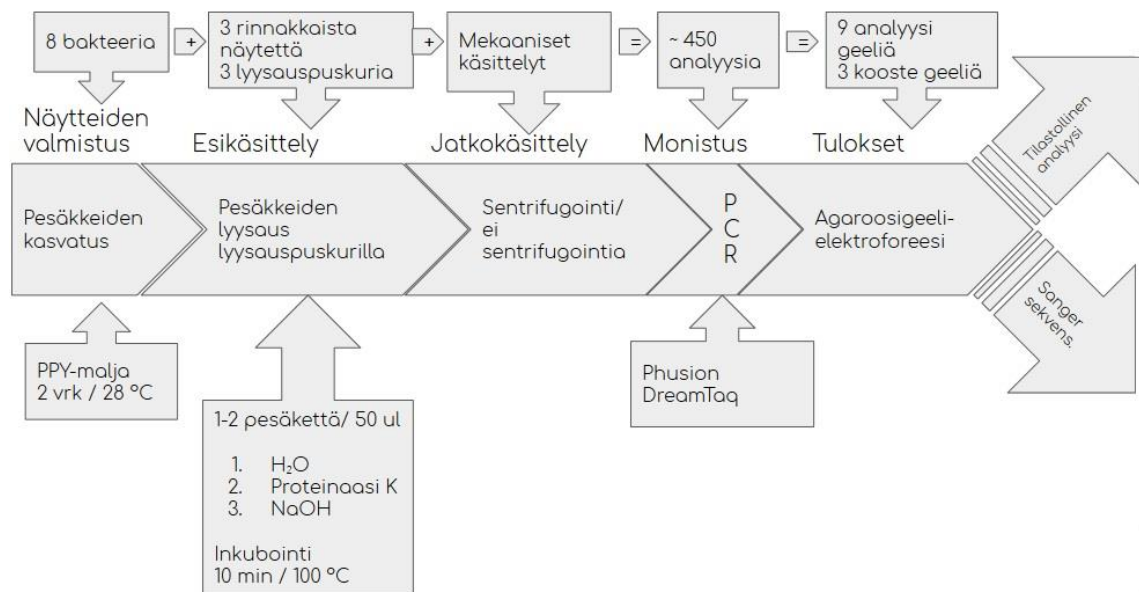 8 bakteeria
+
3 rinnakkaista
näytettä
3 lyysauspuskuria
+
Mekaaniset
käsittelyt
=
~ 450
analyysia
=
9 analyysi
geeliä
3 kooste geeliä
Näytteiden
valmistus
Esikäsittely
Jatkokäsittely
Monistus
Tulokset
Pesäkkeiden
kasvatus
Pesäkkeiden
lyysaus
lyysauspuskurilla
Sentrifugointi/
ei
sentrifugointia
P
C
R
Agaroosigeeli-
elektroforeesi
Tilastollinen
analyysi
Sanger
sekvens.
PPY-malja
2 vrk / 28 °C
1-2 pesäkettä/ 50 ul
1. H₂O
2. Proteinaasi K
3. NaOH
Inkubointi
10 min / 100 °C
Phusion
DreamTaq